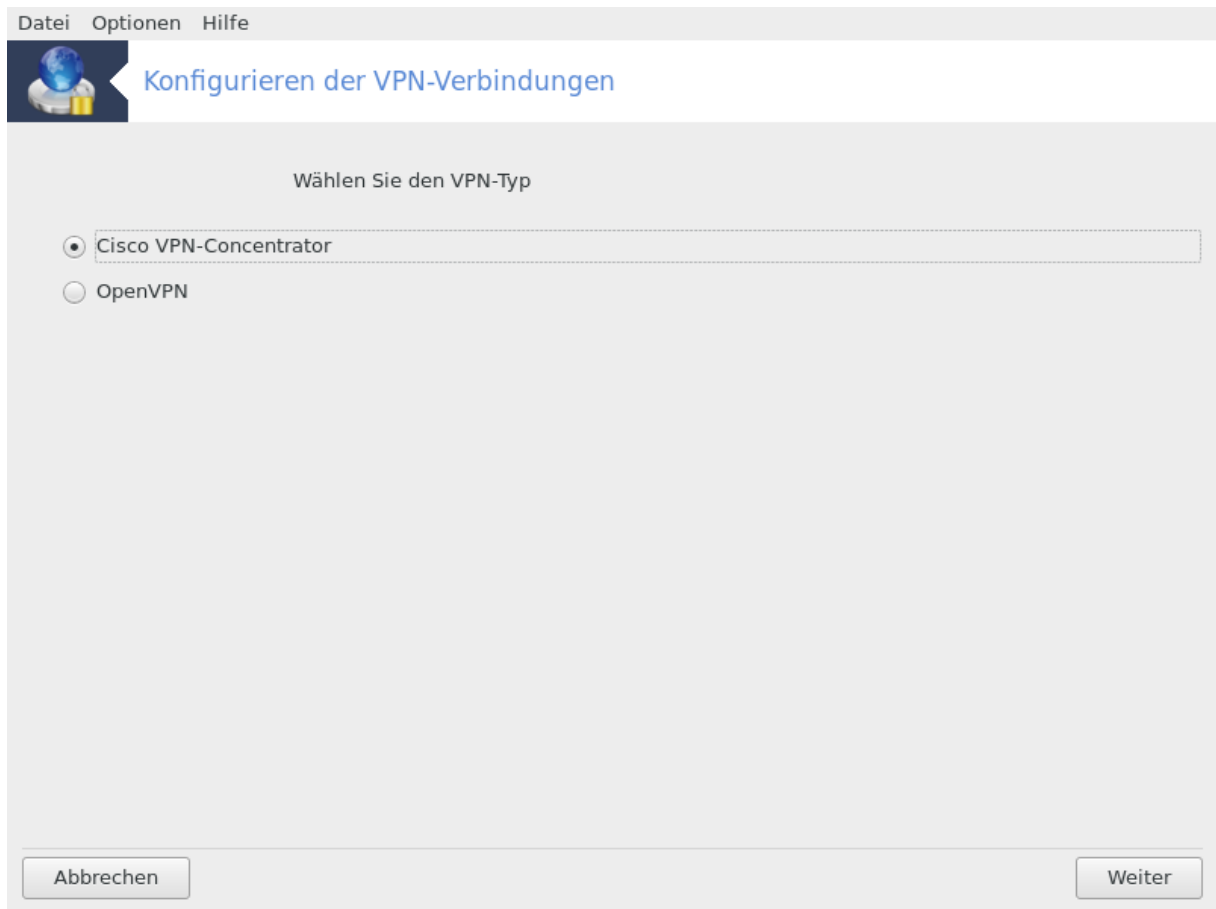 Datei Optionen Hilfe
Konfigurieren der VPN-Verbindungen
Wählen Sie den VPN-Typ
Cisco VPN-Concentrator
OpenVPN
Abbrechen Weiter